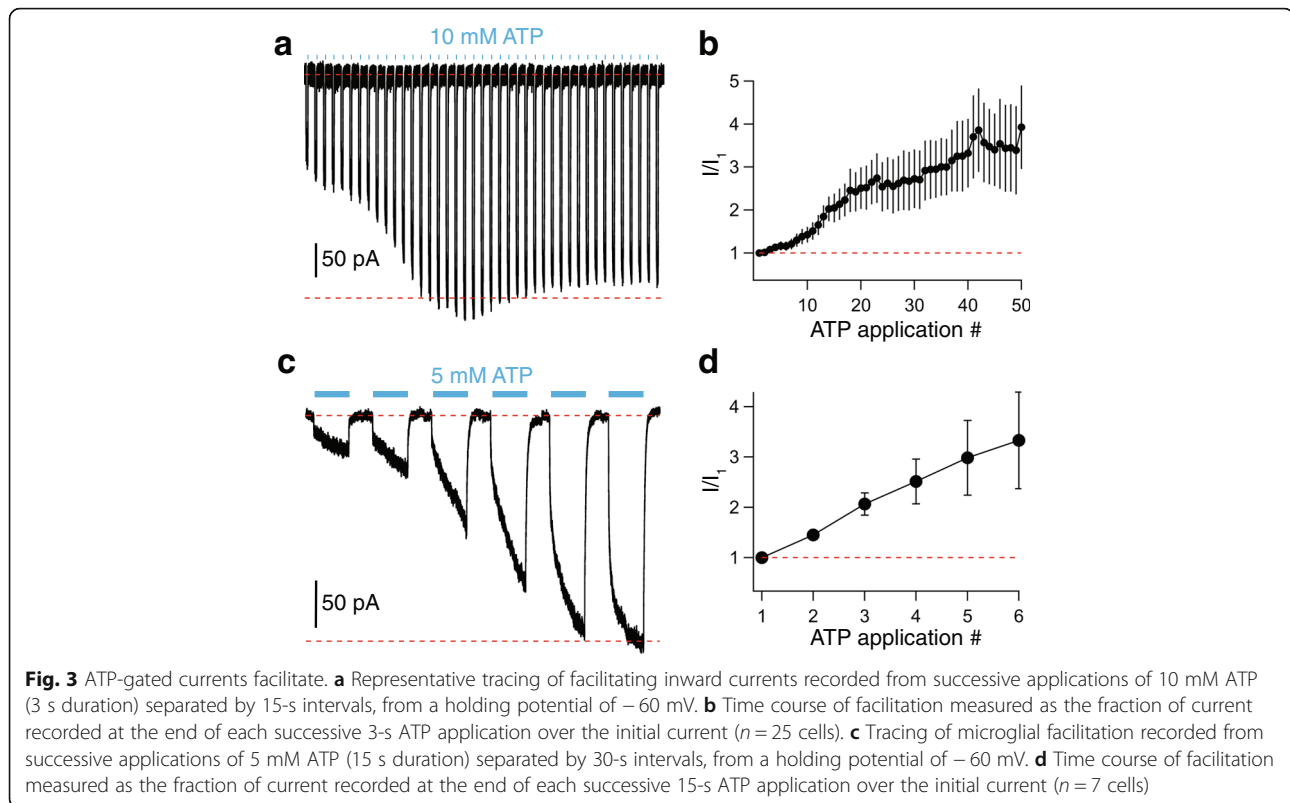 a
10 mM ATP
50 pA
b
5
4
3
2
1
I/I1
10 20 30 40 50
ATP application #
c
5 mM ATP
50 pA
d
4
3
2
1
I/I1
1 2 3 4 5 6
ATP application #
Fig. 3 ATP-gated currents facilitate. a Representative tracing of facilitating inward currents recorded from successive applications of 10 mM ATP
(3 s duration) separated by 15-s intervals, from a holding potential of − 60 mV. b Time course of facilitation measured as the fraction of current
recorded at the end of each successive 3-s ATP application over the initial current (n = 25 cells). c Tracing of microglial facilitation recorded from
successive applications of 5 mM ATP (15 s duration) separated by 30-s intervals, from a holding potential of − 60 mV. d Time course of facilitation
measured as the fraction of current recorded at the end of each successive 15-s ATP application over the initial current (n = 7 cells)